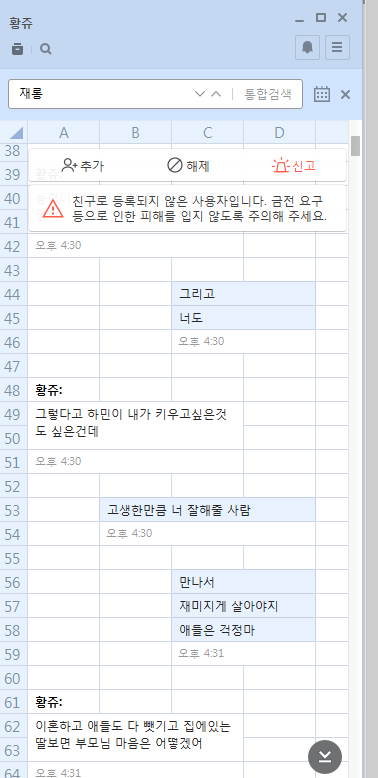 황쥬
재롱
통합검색
A B C D
38
39 황쥬:
추가 해제 신고
40
친구로 등록되지 않은 사용자입니다. 금전 요구
41
등으로 인한 피해를 입지 않도록 주의해 주세요.
42 오후 4:30
43
44 그리고
45 너도
46 오후 4:30
47
48 황쥬:
49 그렇다고 하민이 내가 키우고싶은것
50 도 싶은건데
51 오후 4:30
52
53 고생한만큼 너 잘해줄 사람
54 오후 4:30
55
56 만나서
57 재미지게 살아야지
58 애들은 걱정마
59 오후 4:31
60
61 황쥬:
62 이혼하고 애들도 다 뺏기고 집에있는
63 딸보면 부모님 마음은 어떻겠어
64 오후 4:31